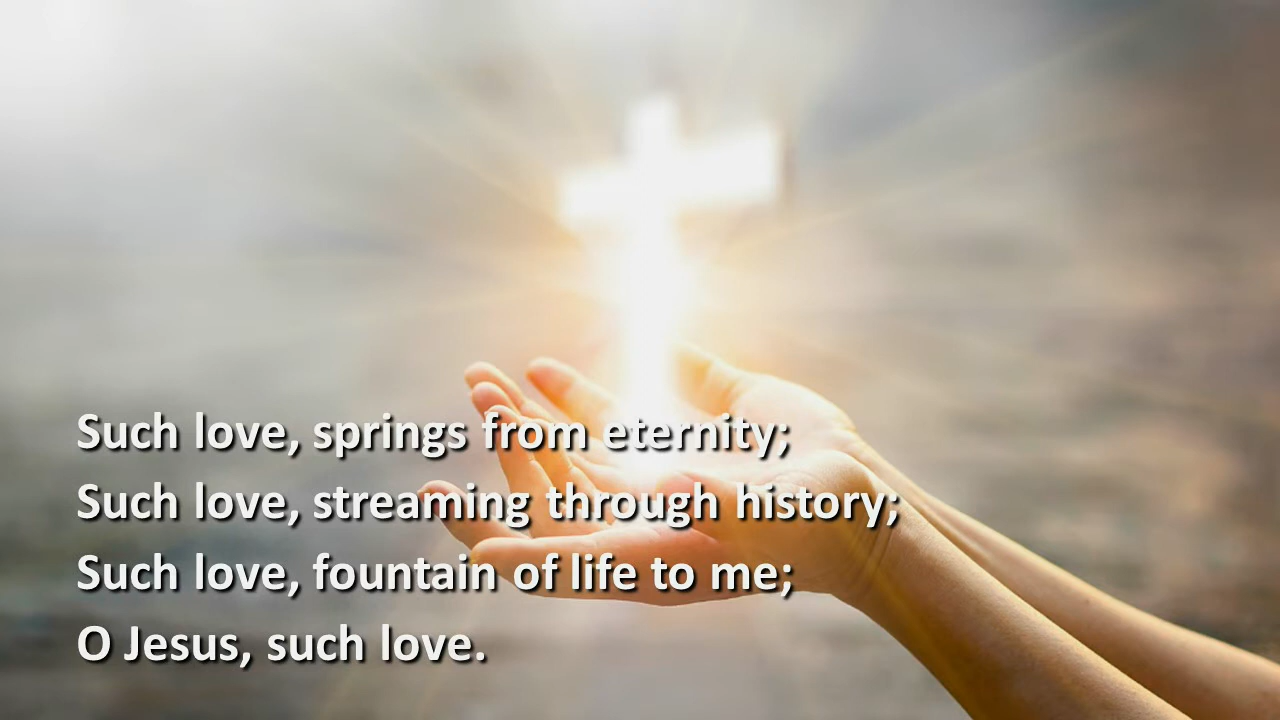 Such love, springs from eternity;
Such love, streaming through history;
Such love, fountain of life to me;
O Jesus, such love.